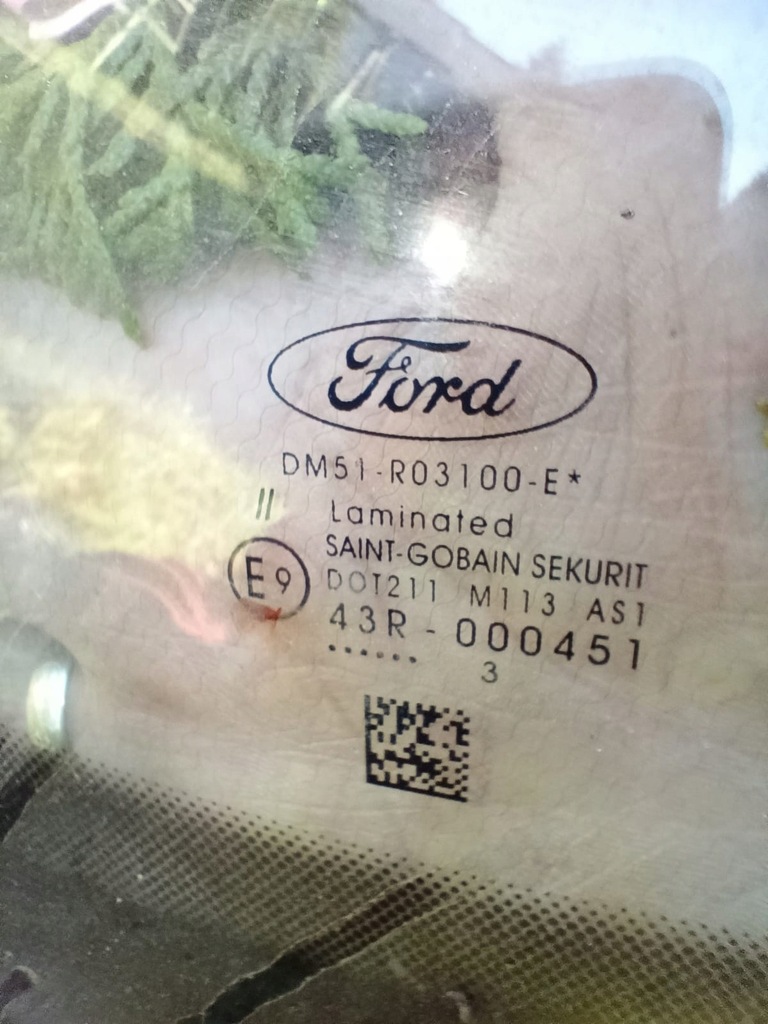 Ford
DM51-R03100-E*
II Laminated
SAINT-GOBAIN SEKURIT
E9 DOT211 M113 AS1
43R - 000451
...... 3